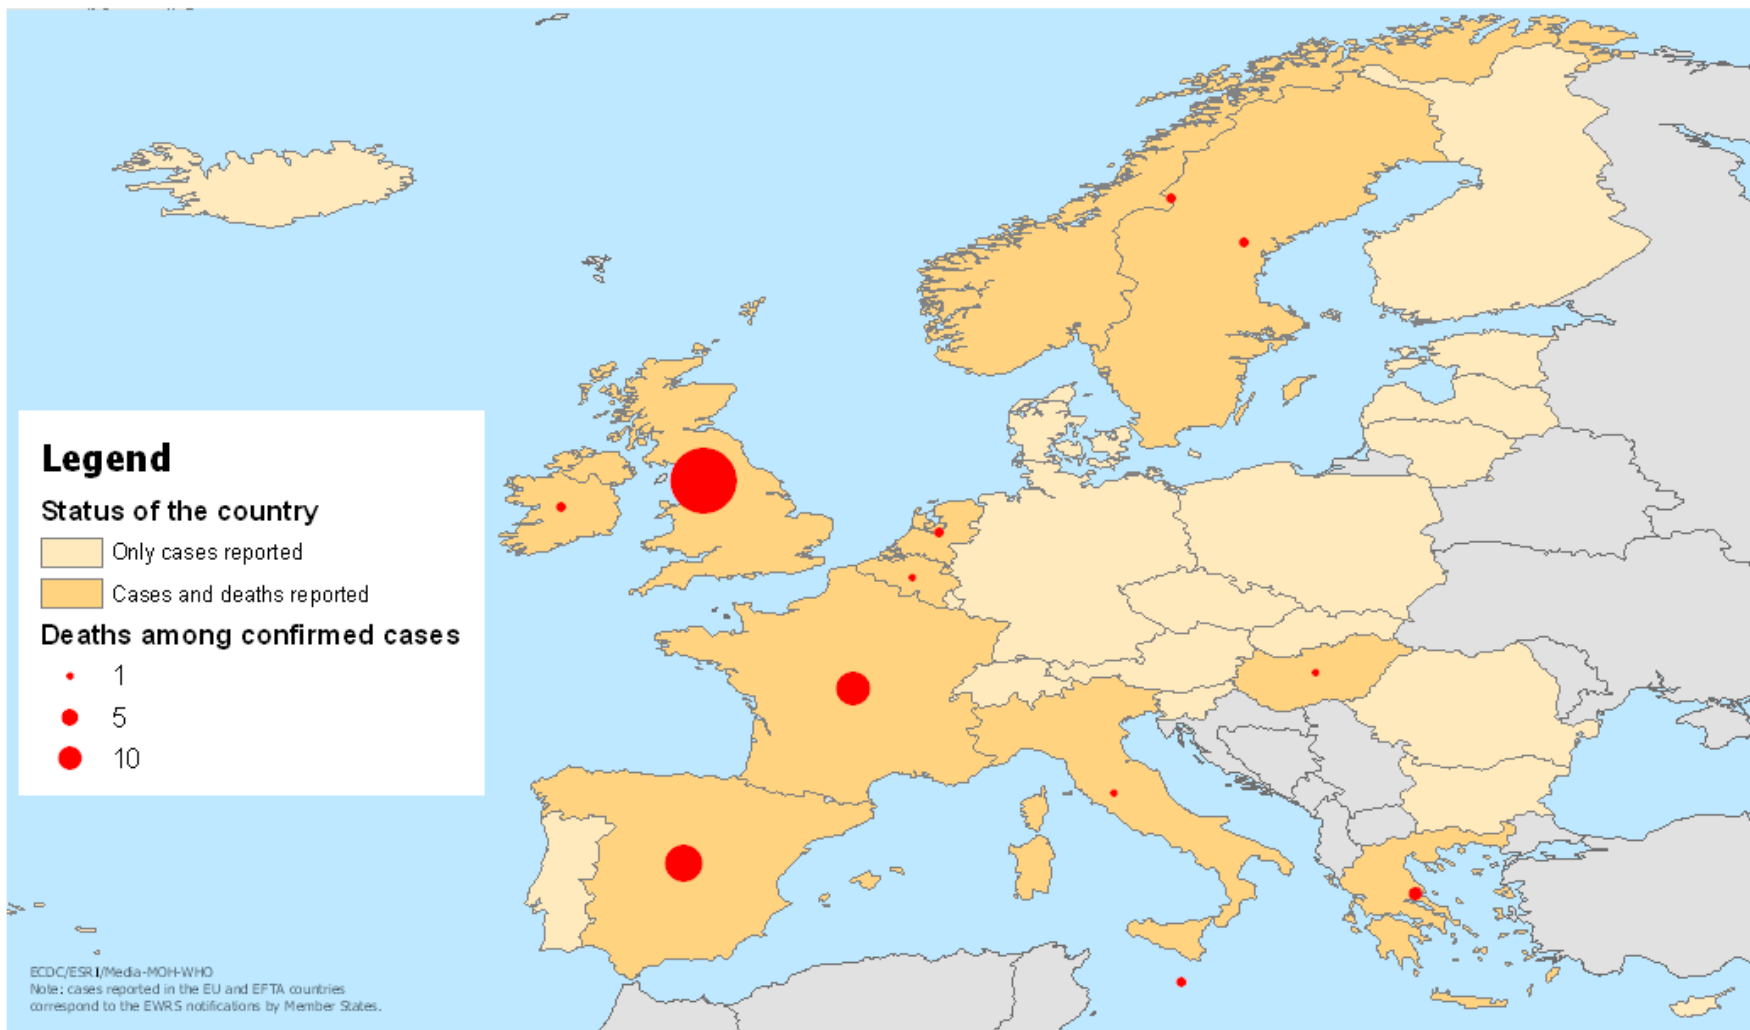 Legend
Status of the country
Only cases reported
Cases and deaths reported
Deaths among confirmed cases
1
5
10
ECDC/ESRI/Media-MOH-WHO
Note: cases reported in the EU and EFTA countries
correspond to the EWRS notifications by Member States.